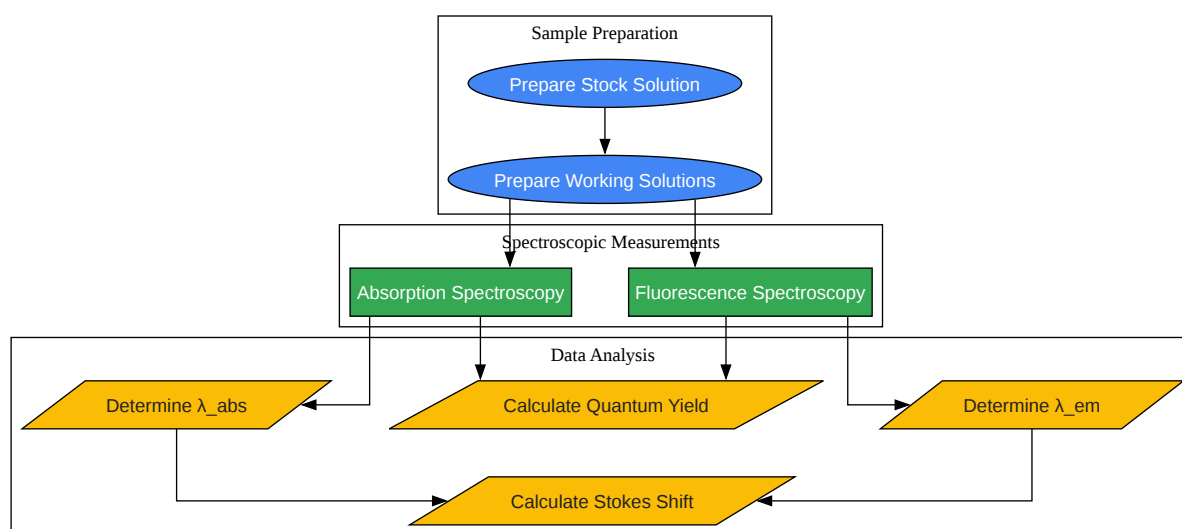 Sample Preparation
Prepare Stock Solution
Prepare Working Solutions
Spectroscopic Measurements
Absorption Spectroscopy
Fluorescence Spectroscopy
Data Analysis
Determine λ_abs
Calculate Quantum Yield
Determine λ_em
Calculate Stokes Shift